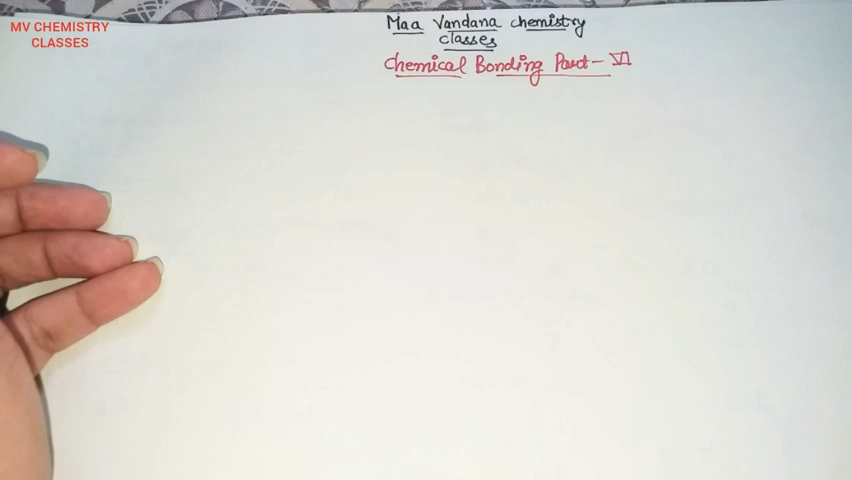 MV CHEMISTRY
CLASSES
Maa Vandana chemistry
classes
Chemical Bonding Part - VI